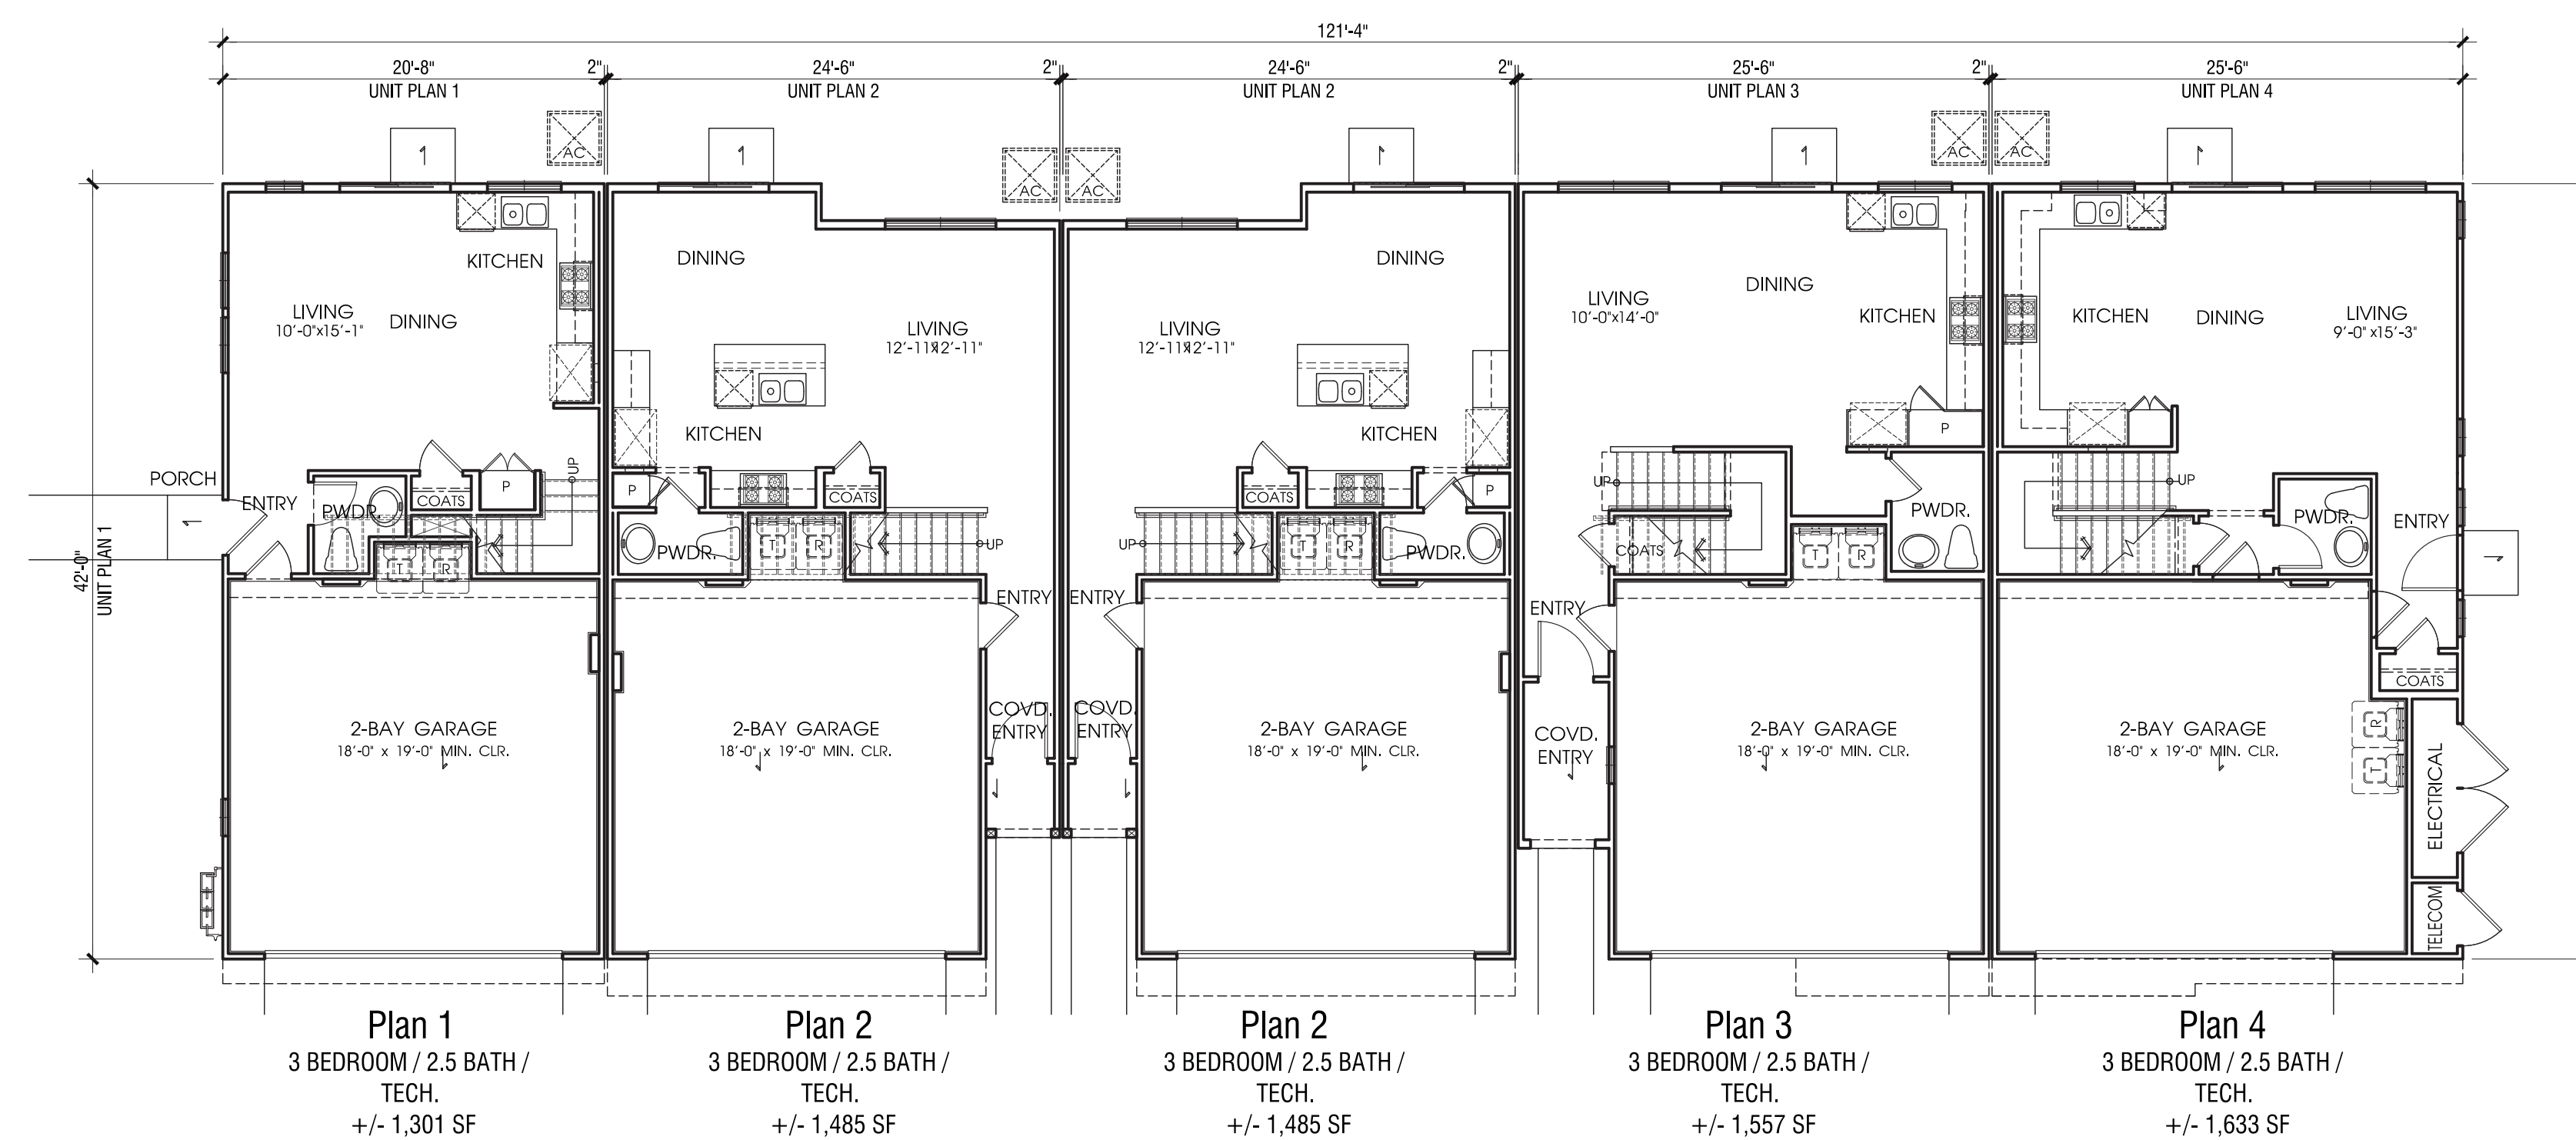 121'-4"
20'-8" 2" 24'-6" 2" 24'-6" 2" 25'-6" 2" 25'-6"
UNIT PLAN 1 UNIT PLAN 2 UNIT PLAN 2 UNIT PLAN 3 UNIT PLAN 4
AC AC AC AC AC
1 1 1 1 1
42'-0"
UNIT PLAN 1
KITCHEN
LIVING
10'-0"x15'-1"
DINING
PORCH
1
ENTRY
PWDR.
COATS
P
UP
T R
2-BAY GARAGE
18'-0" x 19'-0" MIN. CLR.
DINING
LIVING
12'-11"x12'-11"
KITCHEN
P
COATS
PWDR.
T R
UP
ENTRY
2-BAY GARAGE
18'-0" x 19'-0" MIN. CLR.
COVD.
ENTRY
DINING
LIVING
12'-11"x12'-11"
KITCHEN
COATS
P
UP
T R
PWDR.
ENTRY
COVD.
ENTRY
2-BAY GARAGE
18'-0" x 19'-0" MIN. CLR.
DINING
LIVING
10'-0"x14'-0"
KITCHEN
P
UP
PWDR.
COATS
T R
ENTRY
COVD.
ENTRY
2-BAY GARAGE
18'-0" x 19'-0" MIN. CLR.
KITCHEN
DINING
LIVING
9'-0"x15'-3"
UP
PWDR.
ENTRY
1
COATS
2-BAY GARAGE
18'-0" x 19'-0" MIN. CLR.
R
T
ELECTRICAL
TELECOM
Plan 1
3 BEDROOM / 2.5 BATH /
TECH.
+/- 1,301 SF
Plan 2
3 BEDROOM / 2.5 BATH /
TECH.
+/- 1,485 SF
Plan 2
3 BEDROOM / 2.5 BATH /
TECH.
+/- 1,485 SF
Plan 3
3 BEDROOM / 2.5 BATH /
TECH.
+/- 1,557 SF
Plan 4
3 BEDROOM / 2.5 BATH /
TECH.
+/- 1,633 SF